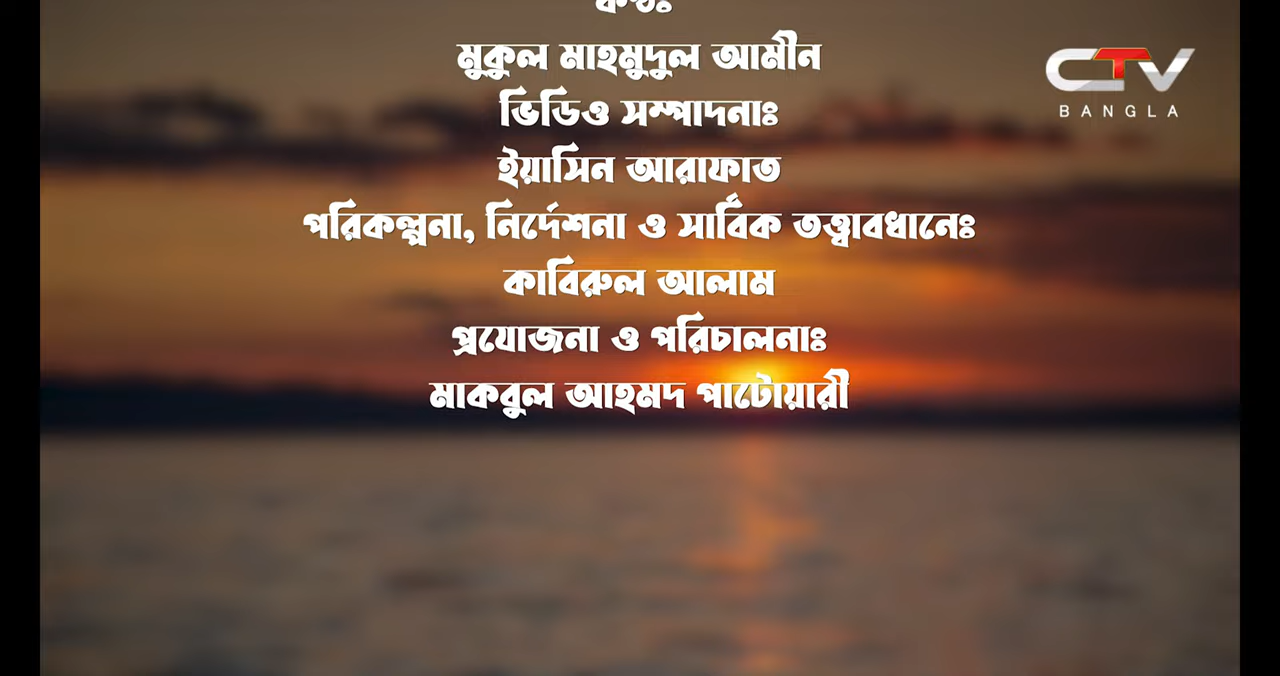 কণ্ঠঃ
মুকুল মাহমুদুল আমীন
CTV
BANGLA
ভিডিও সম্পাদনাঃ
ইয়াসিন আরাফাত
পরিকল্পনা, নির্দেশনা ও সার্বিক তত্ত্বাবধানেঃ
কাবিরুল আলাম
প্রযোজনা ও পরিচালনাঃ
মাকবুল আহমদ পাটোয়ারী